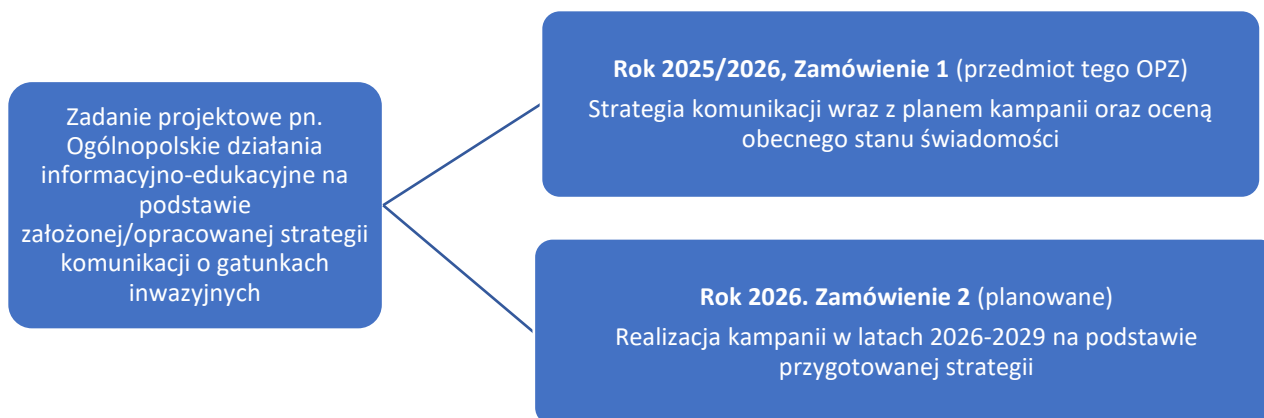 Zadanie projektowe pn.
Ogólnopolskie działania
informacyjno-edukacyjne na
podstawie
założonej/opracowanej strategii
komunikacji o gatunkach
inwazyjnych
Rok 2025/2026, Zamówienie 1 (przedmiot tego OPZ)
Strategia komunikacji wraz z planem kampanii oraz oceną
obecnego stanu świadomości
Rok 2026. Zamówienie 2 (planowane)
Realizacja kampanii w latach 2026-2029 na podstawie
przygotowanej strategii